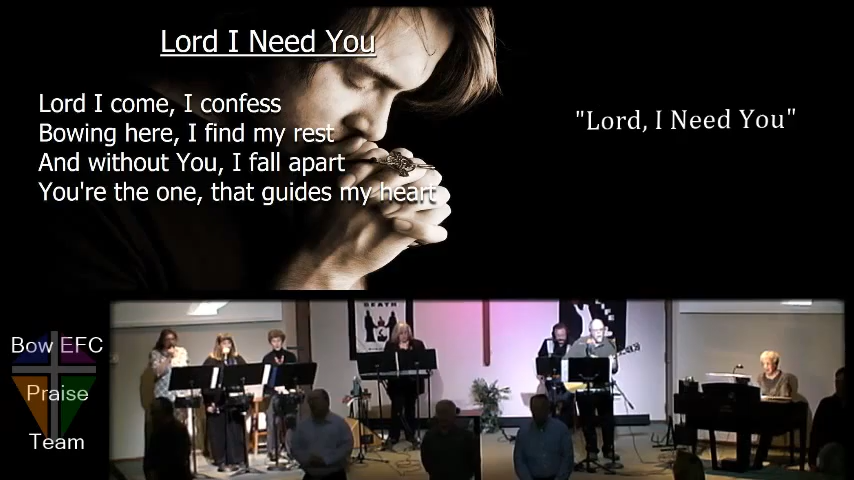 Lord I Need You
Lord I come, I confess
Bowing here, I find my rest
And without You, I fall apart
You're the one, that guides my heart
"Lord, I Need You"
Bow EFC
Praise
Team
DEATH